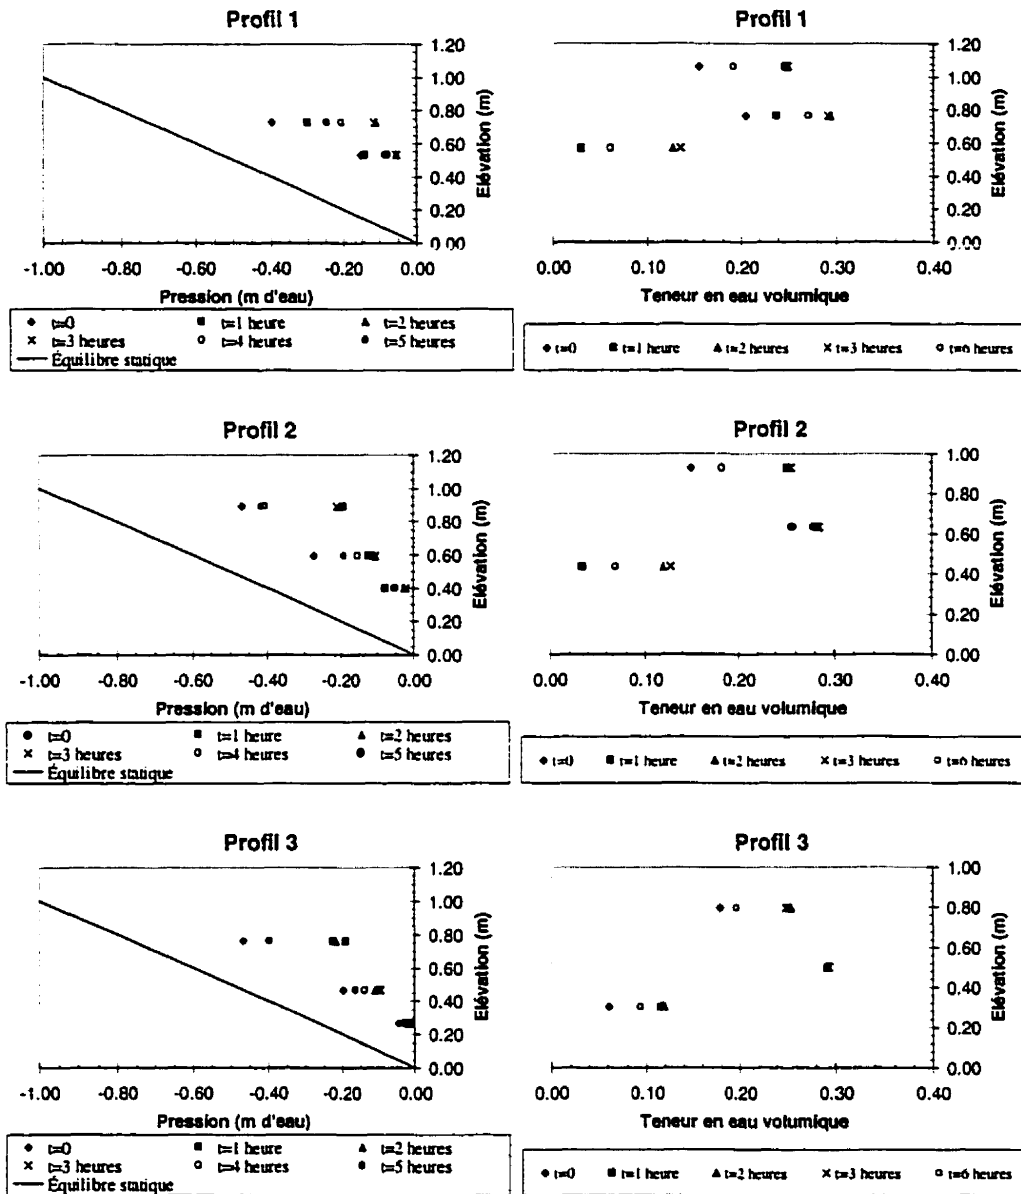 Profil 1
1.20
1.00
0.80
0.60
0.40
0.20
0.00
Elévation (m)
-1.00 -0.80 -0.60 -0.40 -0.20 0.00
Pression (m d'eau)
t=0 t=1 heure t=2 heures
t=3 heures t=4 heures t=5 heures
Équilibre statique
Profil 1
1.20
1.00
0.80
0.60
0.40
0.20
0.00
Elévation (m)
0.00 0.10 0.20 0.30 0.40
Teneur en eau volumique
t=0 t=1 heure t=2 heures t=3 heures t=6 heures
Profil 2
1.20
1.00
0.80
0.60
0.40
0.20
0.00
Elévation (m)
-1.00 -0.80 -0.60 -0.40 -0.20 0.00
Pression (m d'eau)
t=0 t=1 heure t=2 heures
t=3 heures t=4 heures t=5 heures
Équilibre statique
Profil 2
1.00
0.80
0.60
0.40
0.20
0.00
Elévation (m)
0.00 0.10 0.20 0.30 0.40
Teneur en eau volumique
t=0 t=1 heure t=2 heures t=3 heures t=6 heures
Profil 3
1.20
1.00
0.80
0.60
0.40
0.20
0.00
Elévation (m)
-1.00 -0.80 -0.60 -0.40 -0.20 0.00
Pression (m d'eau)
t=0 t=1 heure t=2 heures
t=3 heures t=4 heures t=5 heures
Équilibre statique
Profil 3
1.00
0.80
0.60
0.40
0.20
0.00
Elévation (m)
0.00 0.10 0.20 0.30 0.40
Teneur en eau volumique
t=0 t=1 heure t=2 heures t=3 heures t=6 heures